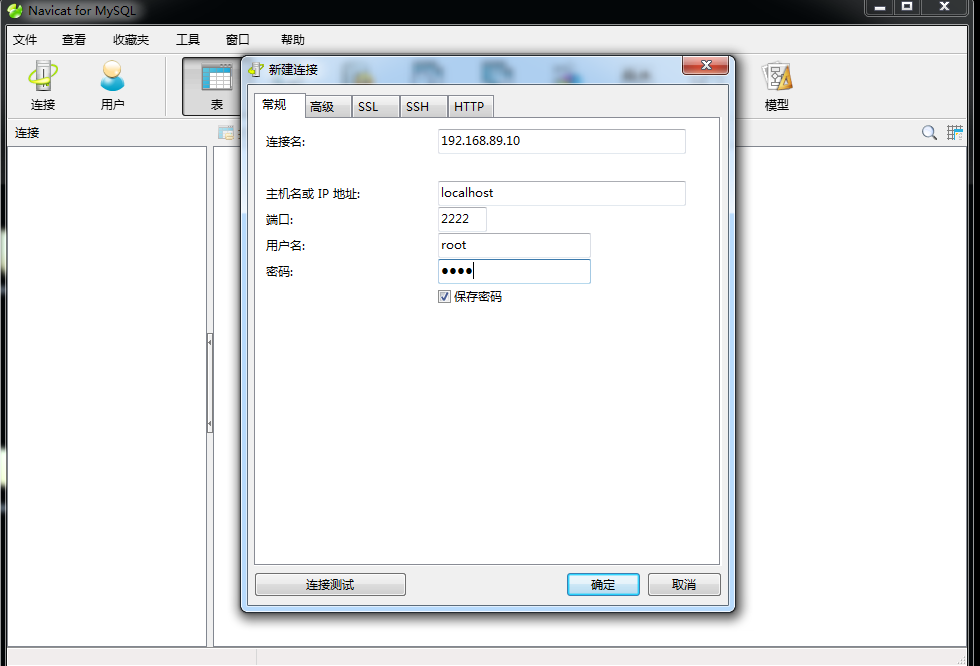 Navicat for MySQL
文件 查看 收藏夹 工具 窗口 帮助
新建连接
连接 用户 表 模型
连接
常规 高级 SSL SSH HTTP
连接名: 192.168.89.10
主机名或 IP 地址: localhost
端口: 2222
用户名: root
密码: ●●●●
保存密码
连接测试 确定 取消